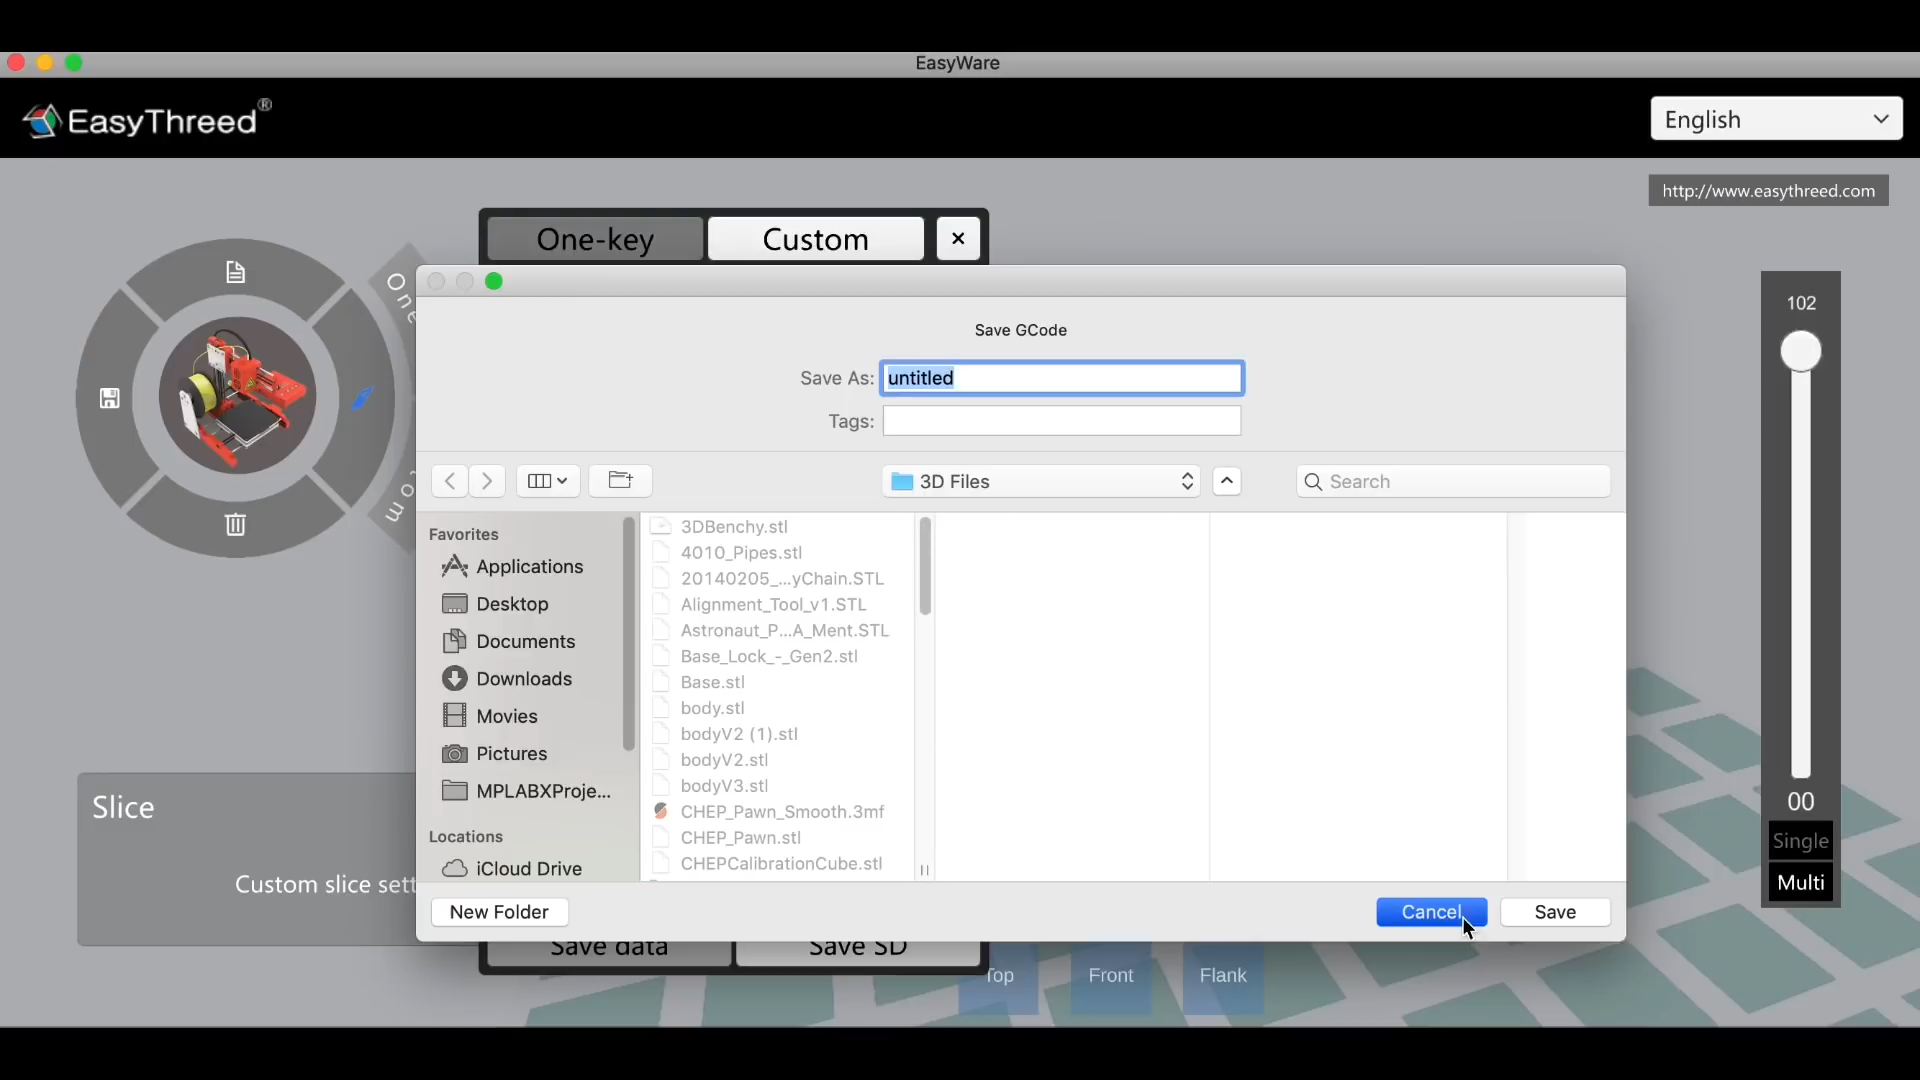 EasyWare
EasyThreed®
English
http://www.easythreed.com
One-key
Custom
×
One
om
Save GCode
Save As: untitled
Tags:
3D Files
Search
Favorites
Applications
Desktop
Documents
Downloads
Movies
Pictures
MPLABXProje...
Locations
iCloud Drive
3DBenchy.stl
4010_Pipes.stl
20140205_...yChain.STL
Alignment_Tool_v1.STL
Astronaut_P...A_Ment.STL
Base_Lock_-_Gen2.stl
Base.stl
body.stl
bodyV2 (1).stl
bodyV2.stl
bodyV3.stl
CHEP_Pawn_Smooth.3mf
CHEP_Pawn.stl
CHEPCalibrationCube.stl
New Folder
Cancel
Save
102
00
Single
Multi
Slice
Custom slice sett
Save data
Save SD
Top
Front
Flank